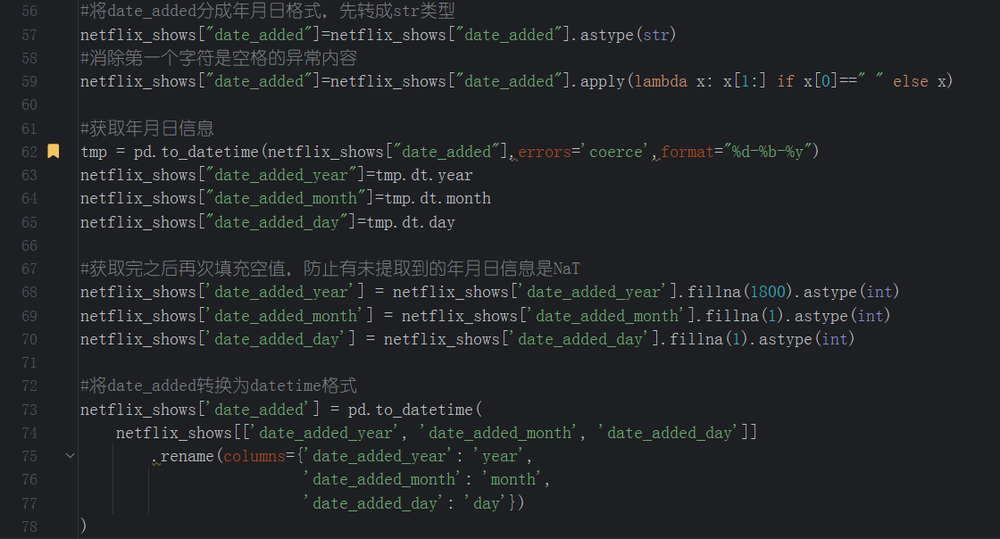 56 #将date_added分成年月日格式，先转成str类型
57 netflix_shows["date_added"]=netflix_shows["date_added"].astype(str)
58 #消除第一个字符是空格的异常内容
59 netflix_shows["date_added"]=netflix_shows["date_added"].apply(lambda x: x[1:] if x[0]==" " else x)
60
61 #获取年月日信息
62 tmp = pd.to_datetime(netflix_shows["date_added"],errors='coerce',format="%d-%b-%y")
63 netflix_shows["date_added_year"]=tmp.dt.year
64 netflix_shows["date_added_month"]=tmp.dt.month
65 netflix_shows["date_added_day"]=tmp.dt.day
66
67 #获取完之后再次填充空值，防止有未提取到的年月日信息是NaT
68 netflix_shows['date_added_year'] = netflix_shows['date_added_year'].fillna(1800).astype(int)
69 netflix_shows['date_added_month'] = netflix_shows['date_added_month'].fillna(1).astype(int)
70 netflix_shows['date_added_day'] = netflix_shows['date_added_day'].fillna(1).astype(int)
71
72 #将date_added转换为datetime格式
73 netflix_shows['date_added'] = pd.to_datetime(
74     netflix_shows[['date_added_year', 'date_added_month', 'date_added_day']]
75         .rename(columns={'date_added_year': 'year',
76                          'date_added_month': 'month',
77                          'date_added_day': 'day'})
78 )